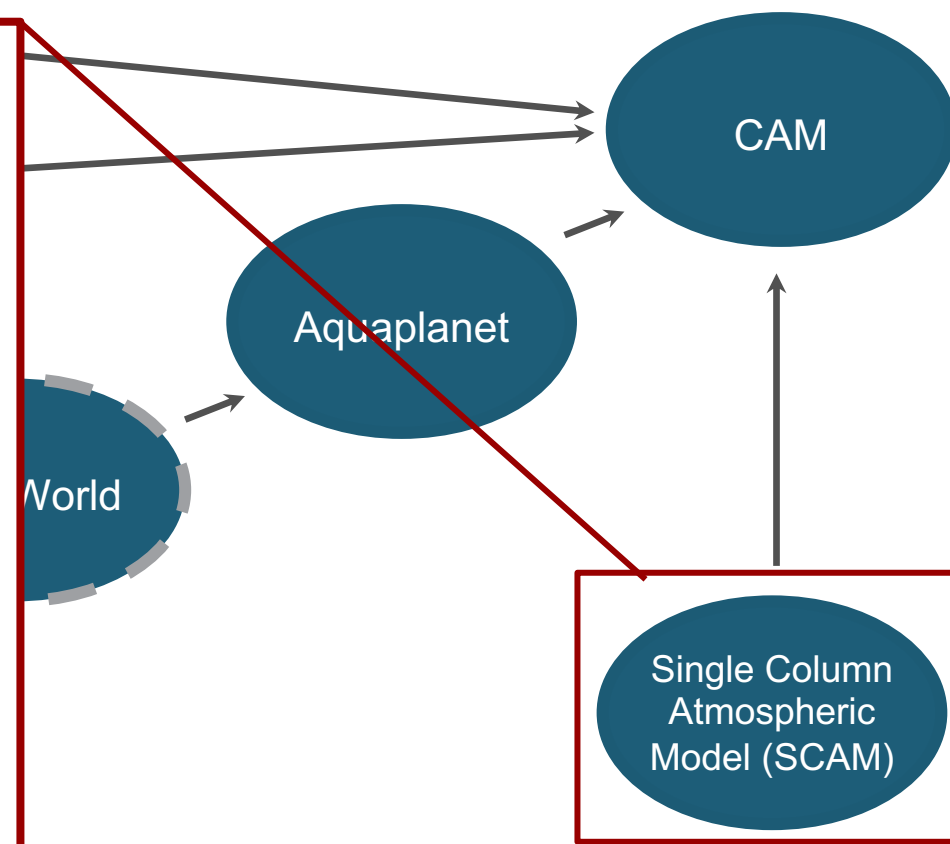 CAM
Aquaplanet
World
Single Column
Atmospheric
Model (SCAM)